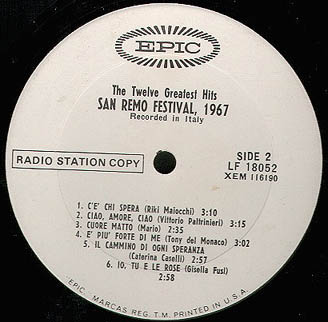 EPIC
The Twelve Greatest Hits
SAN REMO FESTIVAL, 1967
Recorded in Italy
RADIO STATION COPY
SIDE 2
LF 18052
XEM 116190
1. C'E' CHI SPERA (Riki Maiocchi) 3:10
2. CIAO, AMORE, CIAO (Vittorio Paltrinieri) 3:15
3. CUORE MATTO (Mario) 2:35
4. E' PIU' FORTE DI ME (Tony del Monaco) 3:02
5. IL CAMMINO DI OGNI SPERANZA
(Caterina Caselli) 2:57
6. IO, TU E LE ROSE (Gisella Fusi)
2:58
EPIC, MARCAS REG. T.M. PRINTED IN U.S.A.